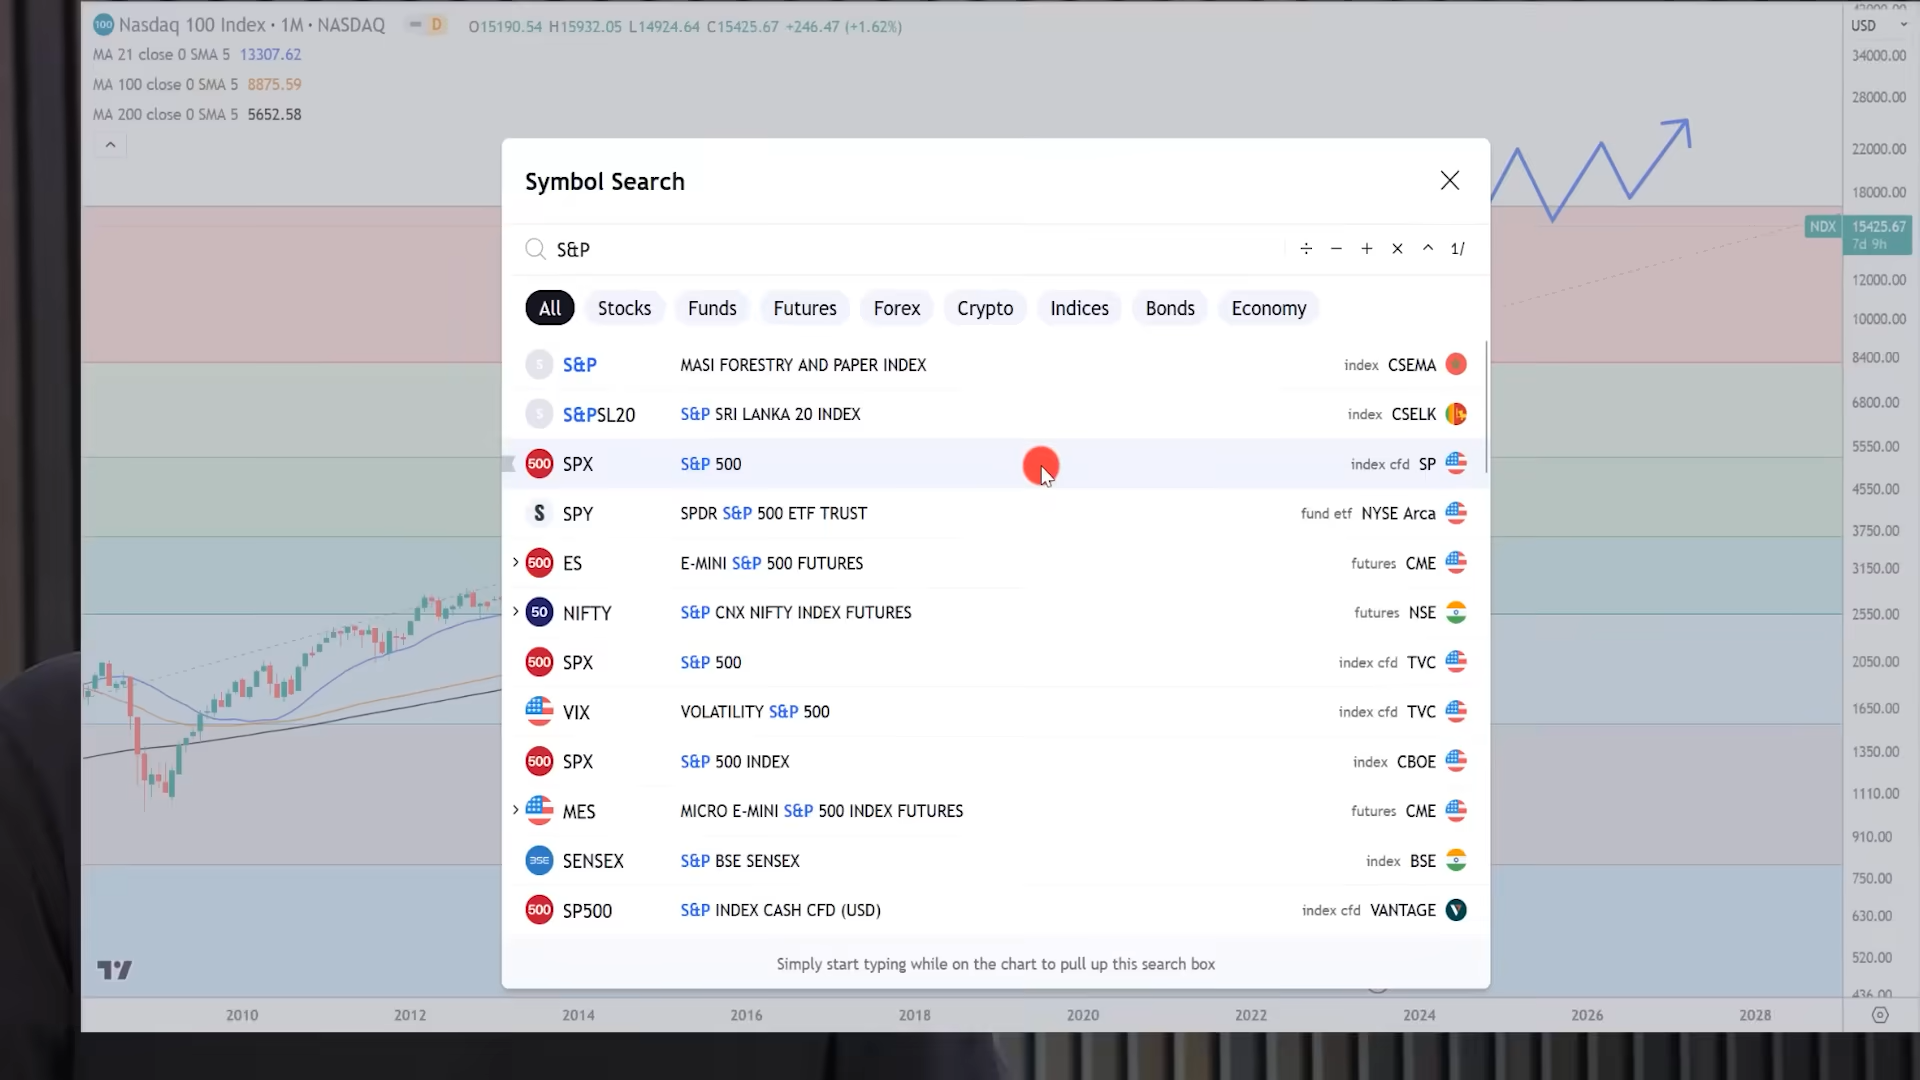 Nasdaq 100 Index · 1M · NASDAQ D O15190.54 H15932.05 L14924.64 C15425.67 +246.47 (+1.62%)
MA 21 close 0 SMA 5 13307.62
MA 100 close 0 SMA 5 8875.59
MA 200 close 0 SMA 5 5652.58
Symbol Search
S&P
÷ − + × ^ 1/
All Stocks Funds Futures Forex Crypto Indices Bonds Economy
S S&P MASI FORESTRY AND PAPER INDEX index CSEMA
S S&PSL20 S&P SRI LANKA 20 INDEX index CSELK
500 SPX S&P 500 index cfd SP
S SPY SPDR S&P 500 ETF TRUST fund etf NYSE Arca
500 ES E-MINI S&P 500 FUTURES futures CME
50 NIFTY S&P CNX NIFTY INDEX FUTURES futures NSE
500 SPX S&P 500 index cfd TVC
VIX VOLATILITY S&P 500 index cfd TVC
500 SPX S&P 500 INDEX index CBOE
MES MICRO E-MINI S&P 500 INDEX FUTURES futures CME
BSE SENSEX S&P BSE SENSEX index BSE
500 SP500 S&P INDEX CASH CFD (USD) index cfd VANTAGE
Simply start typing while on the chart to pull up this search box
USD
34000.00
28000.00
22000.00
18000.00
NDX 15425.67
7d 9h
12000.00
10000.00
8400.00
6800.00
5550.00
4550.00
3750.00
3150.00
2550.00
2050.00
1650.00
1350.00
1110.00
910.00
750.00
630.00
520.00
436.00
2010 2012 2014 2016 2018 2020 2022 2024 2026 2028